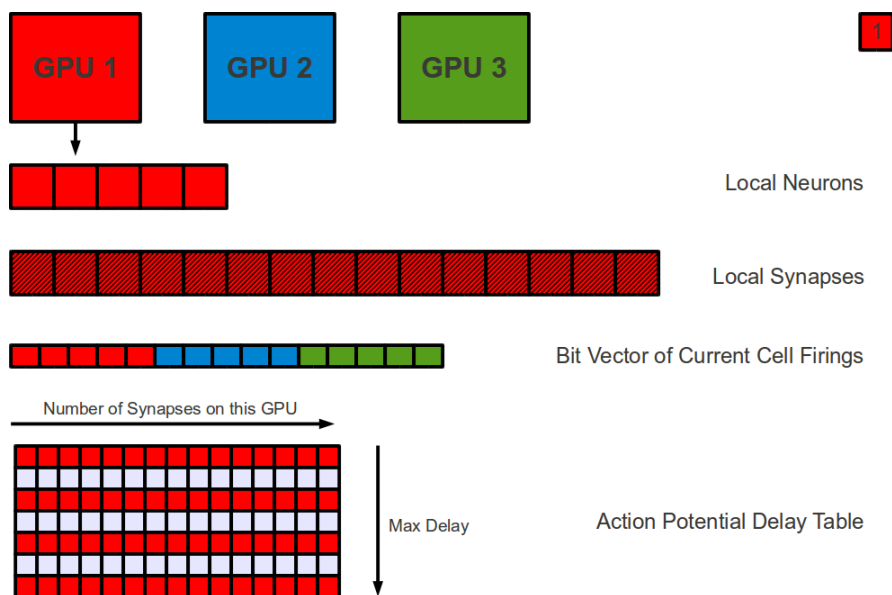 GPU 1
GPU 2
GPU 3
1
Local Neurons
Local Synapses
Bit Vector of Current Cell Firings
Number of Synapses on this GPU
Max Delay
Action Potential Delay Table